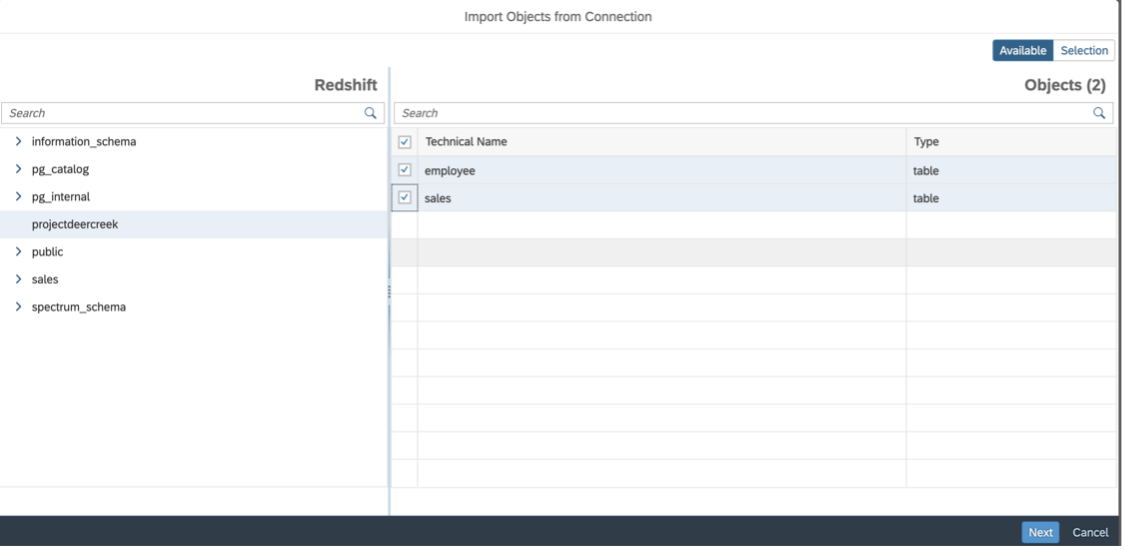 Import Objects from Connection
Available Selection
Redshift
Search
information_schema
pg_catalog
pg_internal
projectdeercreek
public
sales
spectrum_schema
Objects (2)
Search
Technical Name Type
employee table
sales table
Next Cancel